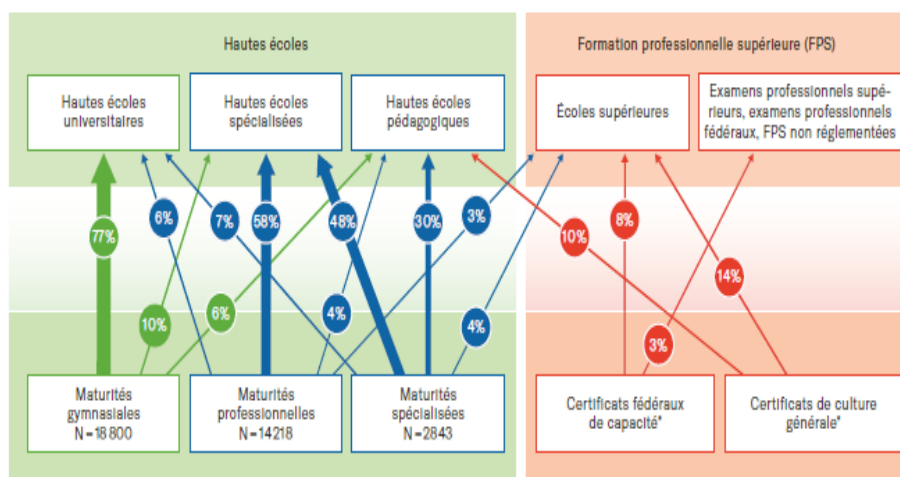 Hautes écoles
Formation professionnelle supérieure (FPS)
Hautes écoles
universitaires
Hautes écoles
spécialisées
Hautes écoles
pédagogiques
Écoles supérieures
Examens professionnels supé-
rieurs, examens professionnels
fédéraux, FPS non réglementées
77%
6%
7%
58%
48%
30%
3%
10%
8%
14%
10%
6%
4%
4%
3%
Maturités
gymnasiales
N=18 800
Maturités
professionnelles
N=14218
Maturités
spécialisées
N=2843
Certificats fédéraux
de capacité*
Certificats de culture
générale*